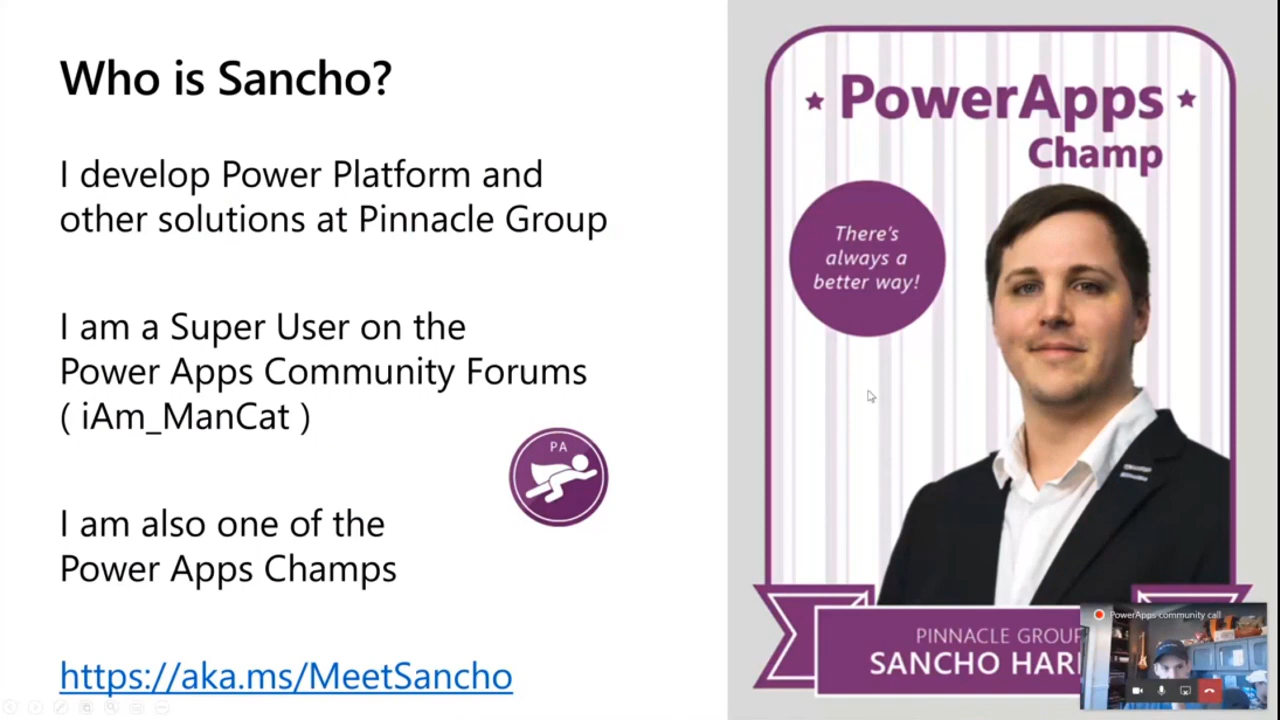 Who is Sancho?
I develop Power Platform and
other solutions at Pinnacle Group
I am a Super User on the
Power Apps Community Forums
( iAm_ManCat )
PA
I am also one of the
Power Apps Champs
https://aka.ms/MeetSancho
PowerApps
Champ
There's
always a
better way!
PINNACLE GROUP
SANCHO HAR
PowerApps community call